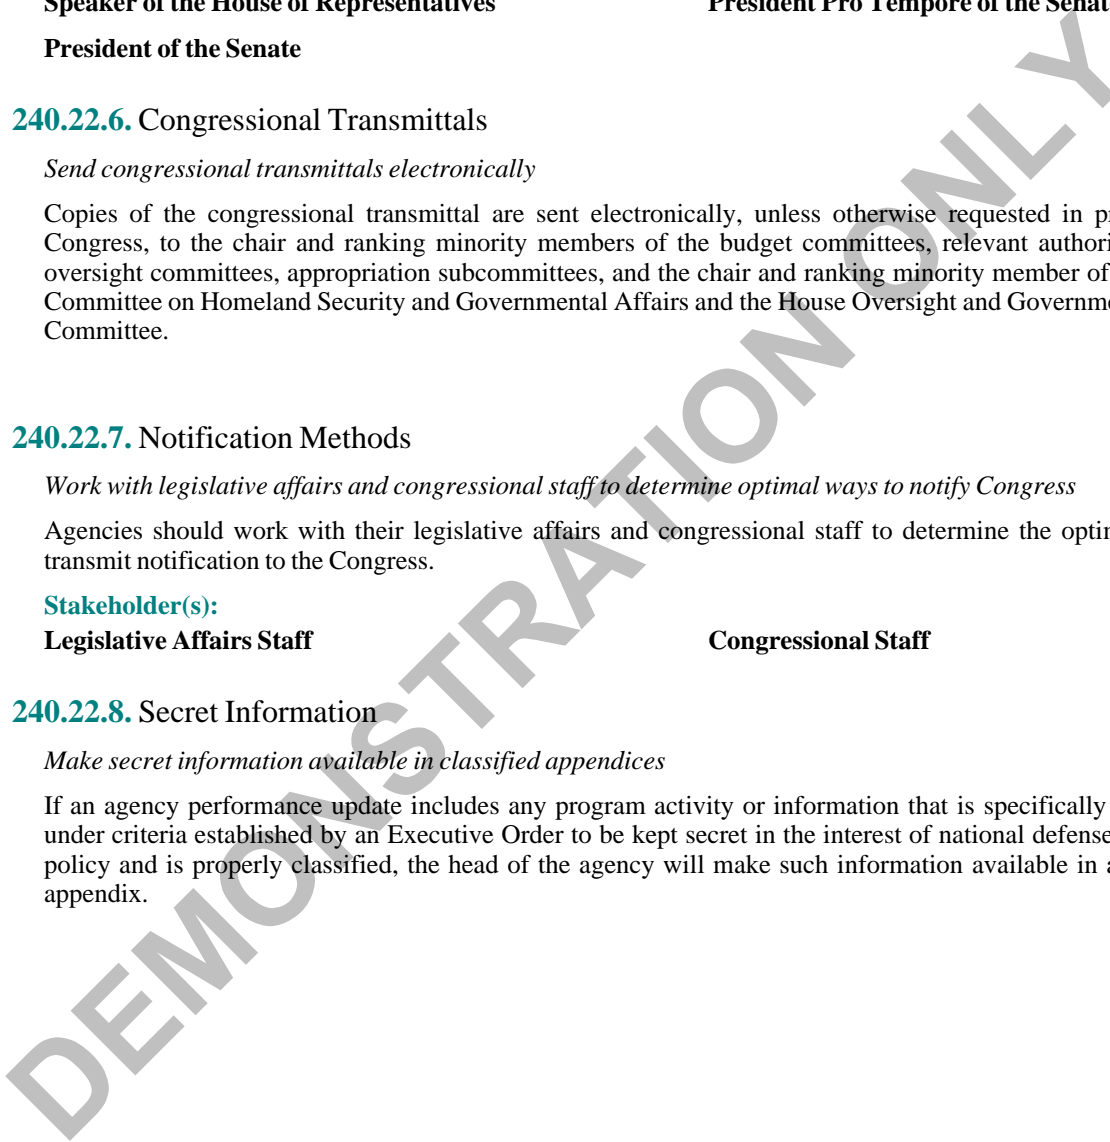 Speaker of the House of Representatives President Pro Tempore of the Senate
President of the Senate
240.22.6. Congressional Transmittals
Send congressional transmittals electronically
Copies of the congressional transmittal are sent electronically, unless otherwise requested in
Congress, to the chair and ranking minority members of the budget committees, relevant
oversight committees, appropriation subcommittees, and the chair and ranking minority member of
Committee on Homeland Security and Governmental Affairs and the House Oversight and
Committee.
240.22.7. Notification Methods
Work with legislative affairs and congressional staff to determine optimal ways to notify Congress
Agencies should work with their legislative affairs and congressional staff to determine the
transmit notification to the Congress.
Stakeholder(s):
Legislative Affairs Staff Congressional Staff
240.22.8. Secret Information
Make secret information available in classified appendices
If an agency performance update includes any program activity or information that is specifically
under criteria established by an Executive Order to be kept secret in the interest of national defense
policy and is properly classified, the head of the agency will make such information available in a
appendix.
DEMONSTRATION ONLY